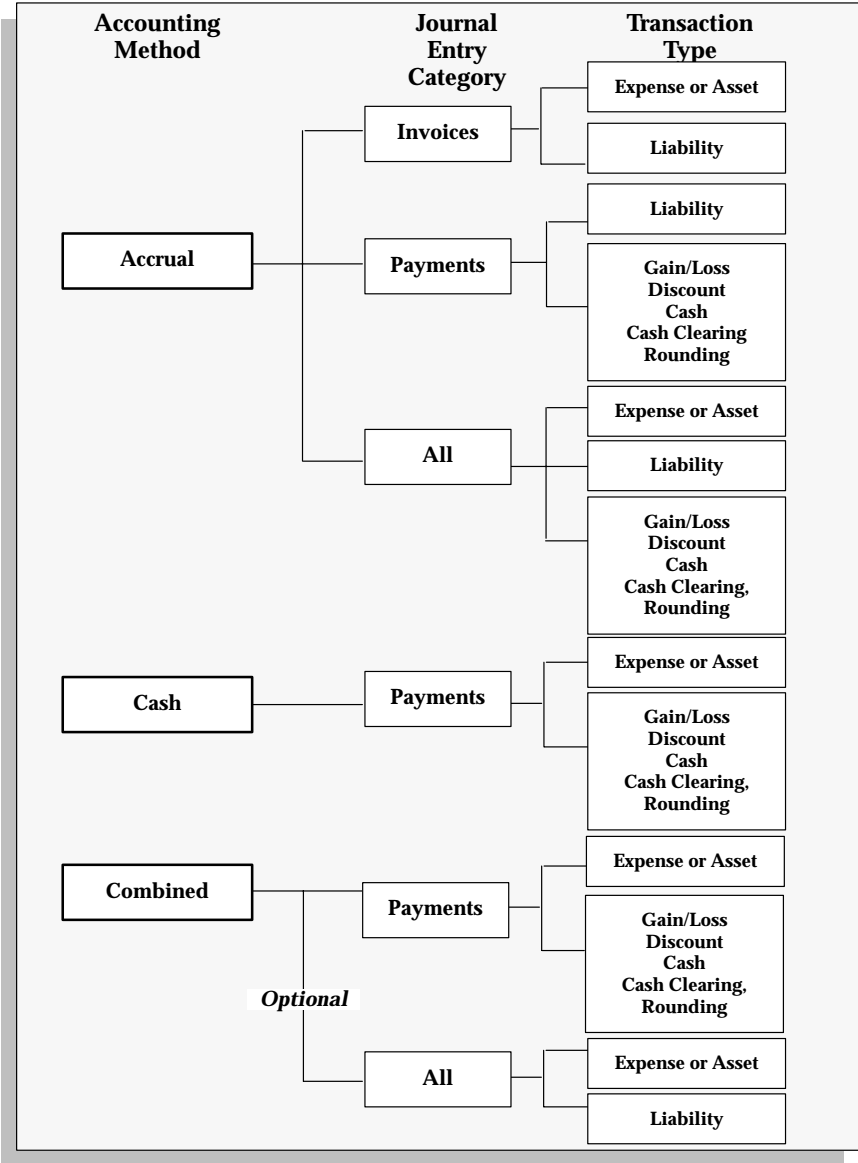 Accounting
Method
Journal
Entry
Category
Transaction
Type
Expense or Asset
Invoices
Liability
Liability
Accrual
Payments
Gain/Loss
Discount
Cash
Cash Clearing
Rounding
Expense or Asset
All
Liability
Gain/Loss
Discount
Cash
Cash Clearing,
Rounding
Expense or Asset
Cash
Payments
Gain/Loss
Discount
Cash
Cash Clearing,
Rounding
Expense or Asset
Combined
Payments
Gain/Loss
Discount
Cash
Cash Clearing,
Rounding
Optional
Expense or Asset
All
Liability